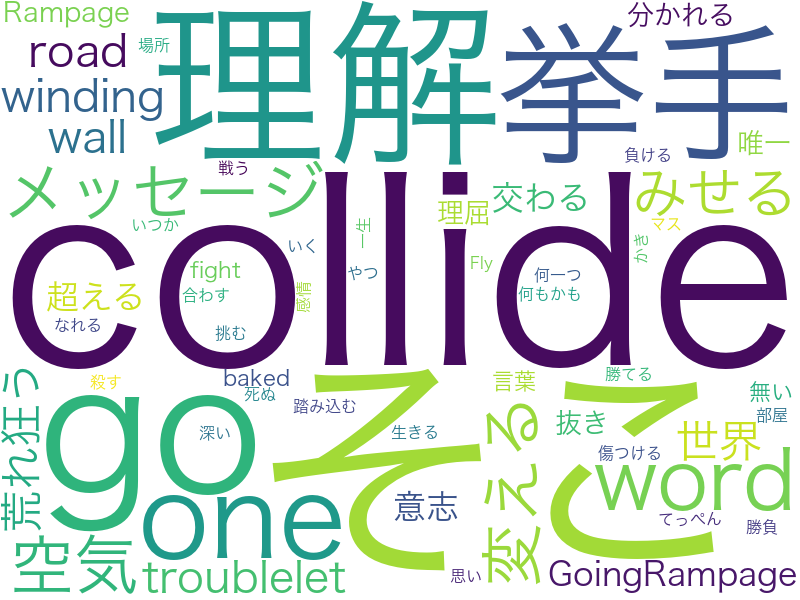 Rampage
場所
理解
挙手
分かれる
road
winding
wall
唯一
戦う
負ける
メッセージ
理屈
交わる
みせる
マス
いつか
一生
collide
いく
かき
fight
やつ
Fly
何一つ
超える
合わす
感情
何もかも
なれる
挑む
荒れ狂う
殺す
baked
死ぬ
勝てる
go
そこ
言葉
無い
踏み込む
変える
抜き
部屋
深い
生きる
世界
傷つける
one
意志
word
てっぺん
勝負
空気
troublelet
思い
GoingRampage